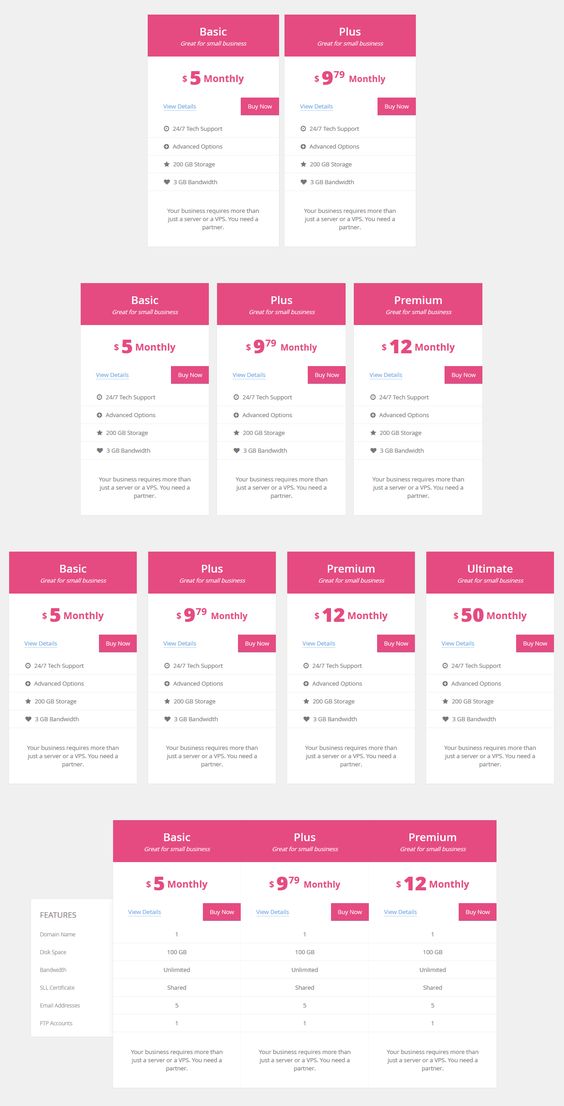 Basic Plus
Great for small business Great for small business
$ 5 Monthly $ 9 79 Monthly
View Details Buy Now View Details Buy Now
24/7 Tech Support 24/7 Tech Support
Advanced Options Advanced Options
200 GB Storage 200 GB Storage
3 GB Bandwidth 3 GB Bandwidth
Your business requires more than Your business requires more than
just a server or a VPS. You need a just a server or a VPS. You need a
partner. partner.
Basic Plus Premium
Great for small business Great for small business Great for small business
$ 5 Monthly $ 9 79 Monthly $ 12 Monthly
View Details Buy Now View Details Buy Now View Details Buy Now
24/7 Tech Support 24/7 Tech Support 24/7 Tech Support
Advanced Options Advanced Options Advanced Options
200 GB Storage 200 GB Storage 200 GB Storage
3 GB Bandwidth 3 GB Bandwidth 3 GB Bandwidth
Your business requires more than Your business requires more than Your business requires more than
just a server or a VPS. You need a just a server or a VPS. You need a just a server or a VPS. You need a
partner. partner. partner.
Basic Plus Premium Ultimate
Great for small business Great for small business Great for small business Great for small business
$ 5 Monthly $ 9 79 Monthly $ 12 Monthly $ 50 Monthly
View Details Buy Now View Details Buy Now View Details Buy Now View Details Buy Now
24/7 Tech Support 24/7 Tech Support 24/7 Tech Support 24/7 Tech Support
Advanced Options Advanced Options Advanced Options Advanced Options
200 GB Storage 200 GB Storage 200 GB Storage 200 GB Storage
3 GB Bandwidth 3 GB Bandwidth 3 GB Bandwidth 3 GB Bandwidth
Your business requires more than Your business requires more than Your business requires more than Your business requires more than
just a server or a VPS. You need a just a server or a VPS. You need a just a server or a VPS. You need a just a server or a VPS. You need a
partner. partner. partner. partner.
Basic Plus Premium
Great for small business Great for small business Great for small business
$ 5 Monthly $ 9 79 Monthly $ 12 Monthly
View Details Buy Now View Details Buy Now View Details Buy Now
FEATURES
Domain Name 1 1 1
Disk Space 100 GB 100 GB 100 GB
Bandwidth Unlimited Unlimited Unlimited
SLL Certificate Shared Shared Shared
Email Addresses 5 5 5
FTP Accounts 1 1 1
Your business requires more than Your business requires more than Your business requires more than
just a server or a VPS. You need a just a server or a VPS. You need a just a server or a VPS. You need a
partner. partner. partner.